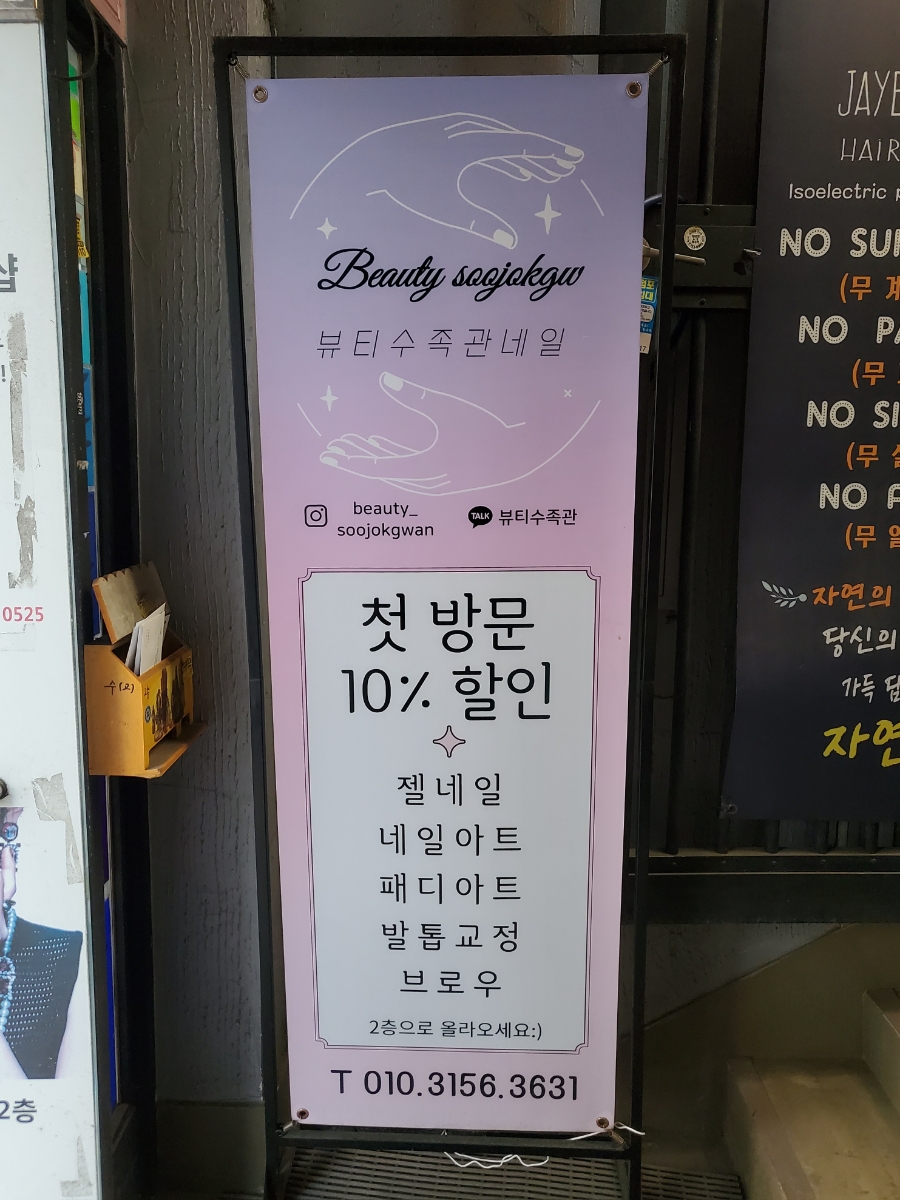 Beauty soojokgw
뷰티수족관네일
beauty_
soojokgwan
TALK
뷰티수족관
첫 방문
10% 할인
젤네일
네일아트
패디아트
발톱교정
브로우
2층으로 올라오세요:)
T 010.3156.3631
샵
0525
2층
수(2)
HAIR
Isoelectric
NO
(무
NO
(무
NO
(무
NO
(무
자연의
당신의
가득
자연